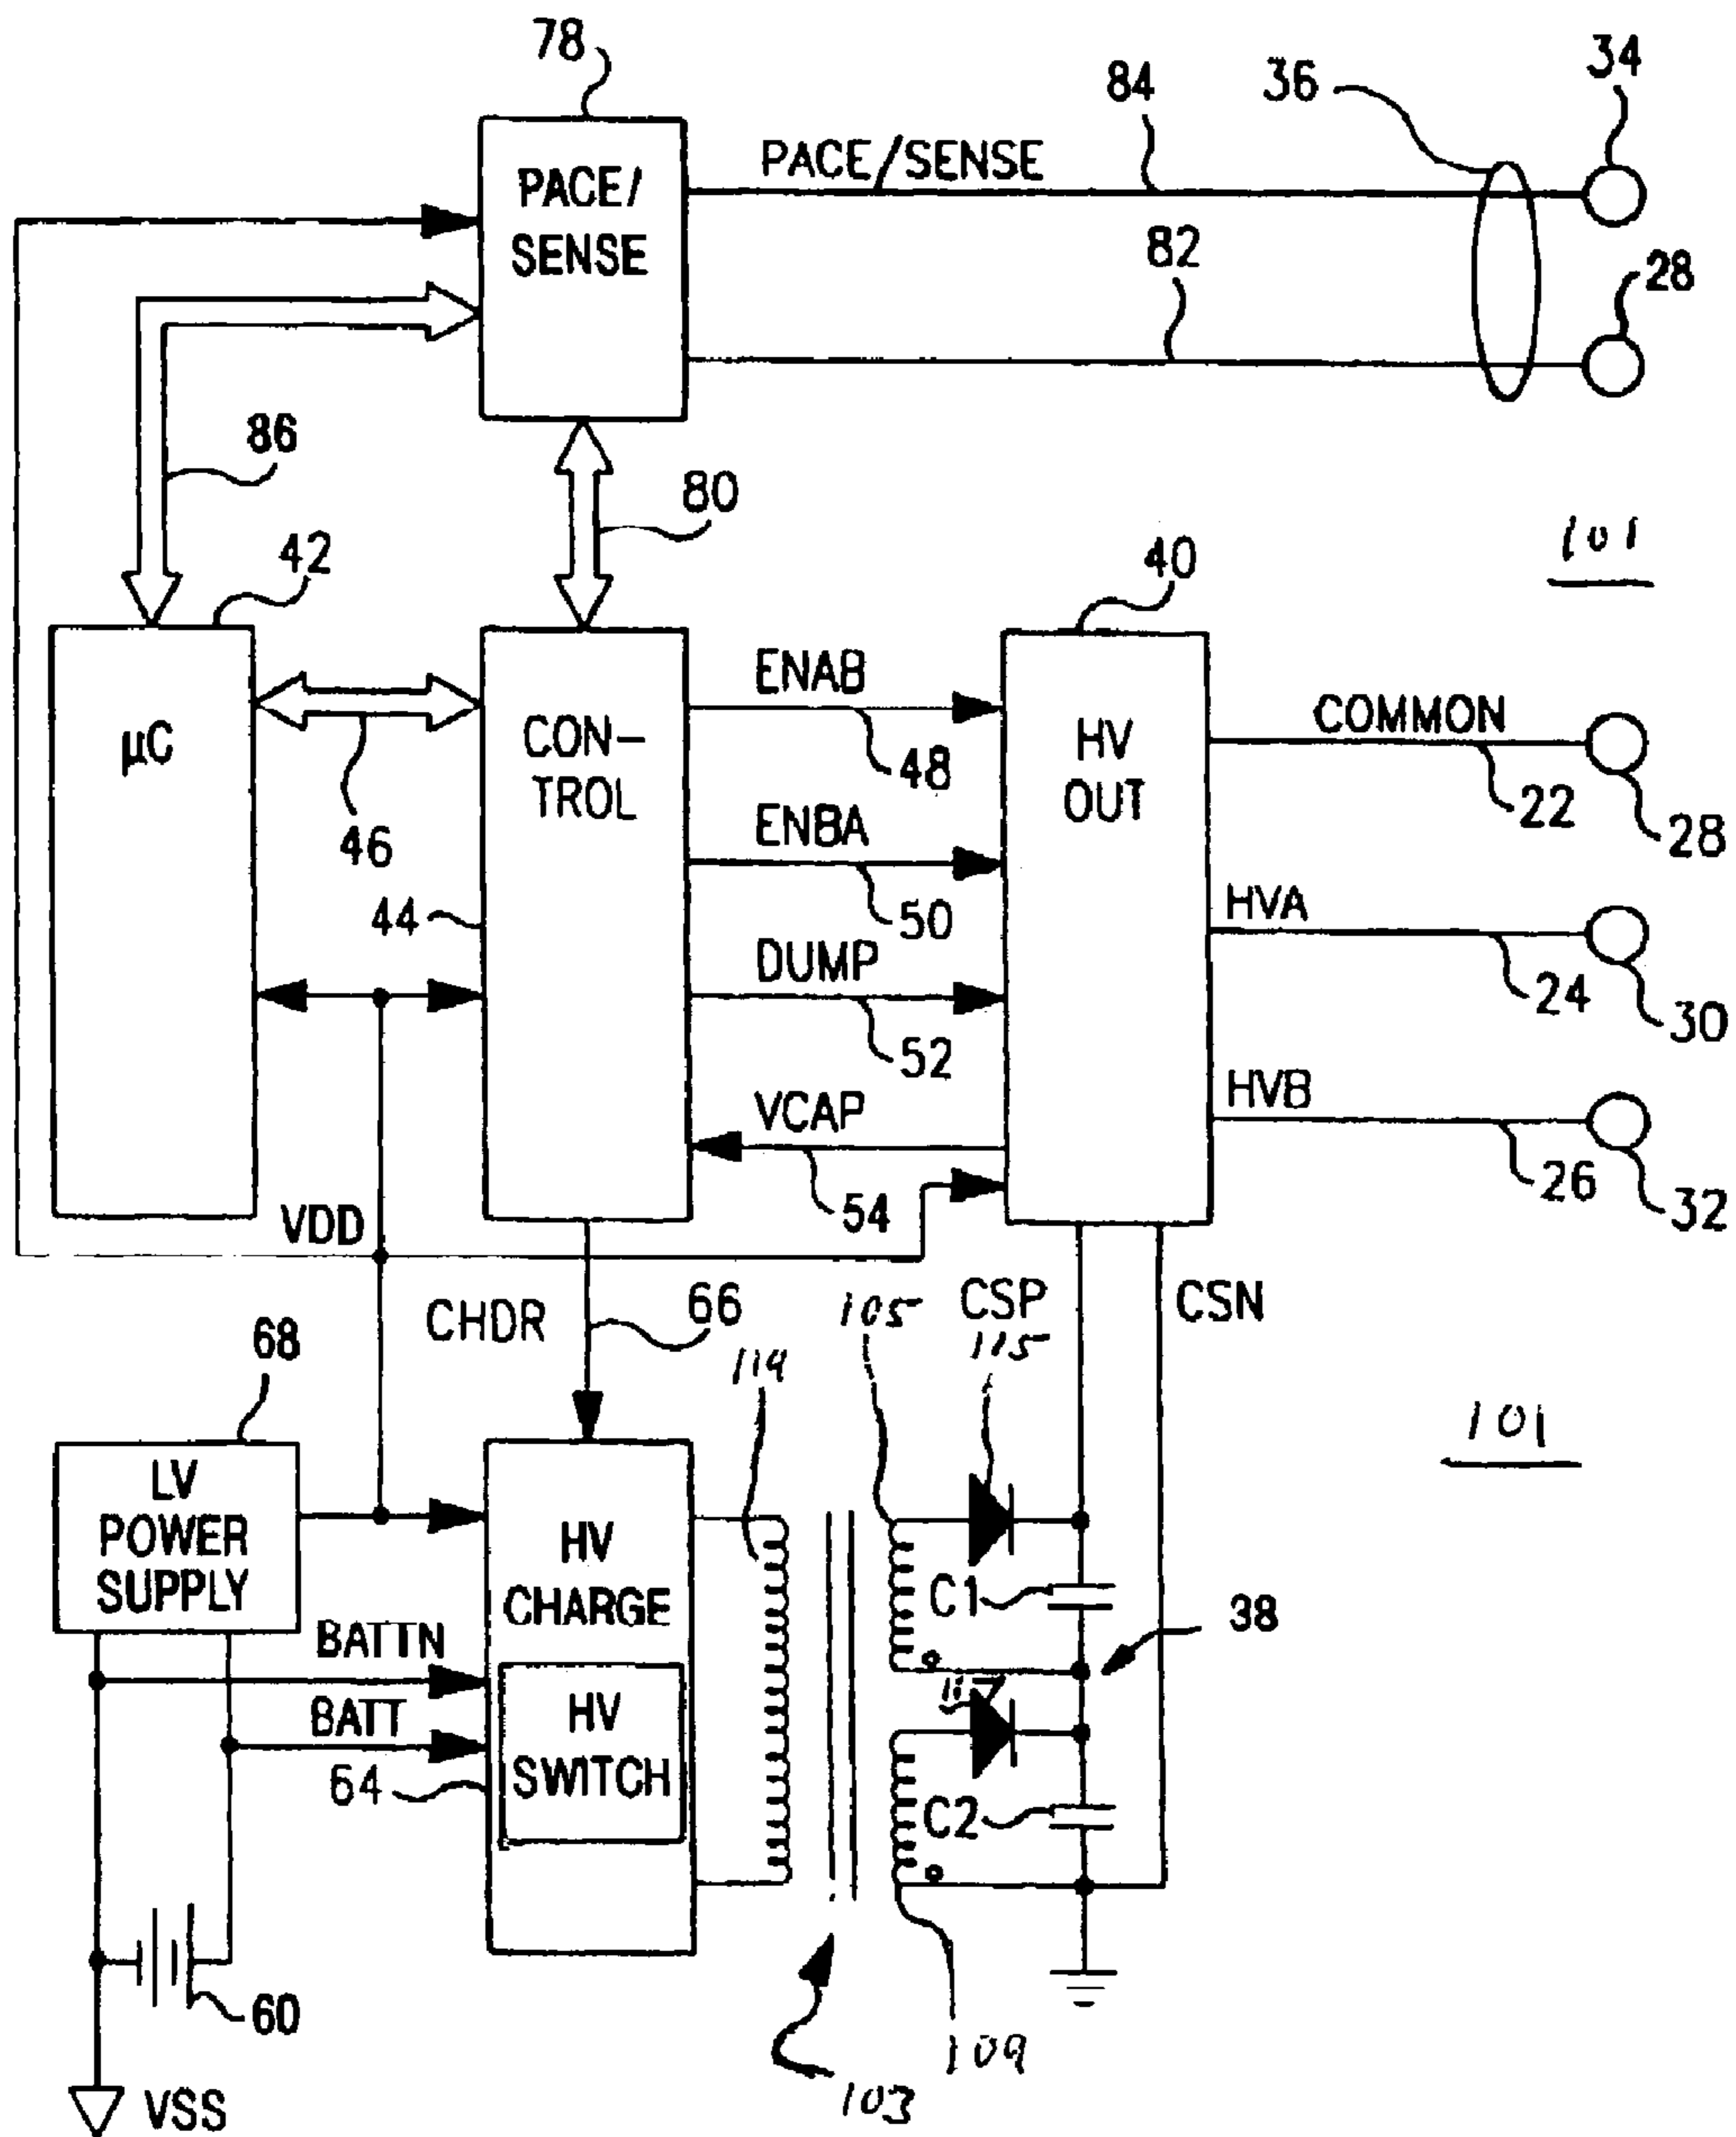 78
84
36
34
PACE/
SENSE
PACE/SENSE
82
28
86
80
42
40
101
µC
CON-
TROL
ENAB
48
HV
OUT
COMMON
22
28
46
44
ENBA
50
HVA
24
30
DUMP
52
VCAP
54
HVB
26
32
VDD
CHDR
66
105
CSP
115
CSN
68
119
101
LV
POWER
SUPPLY
HV
CHARGE
C1
38
BATTN
117
BATT
64
HV
SWITCH
C2
60
109
103
VSS